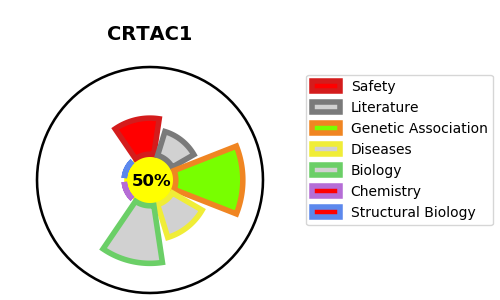 CRTAC1
50%
Safety
Literature
Genetic Association
Diseases
Biology
Chemistry
Structural Biology